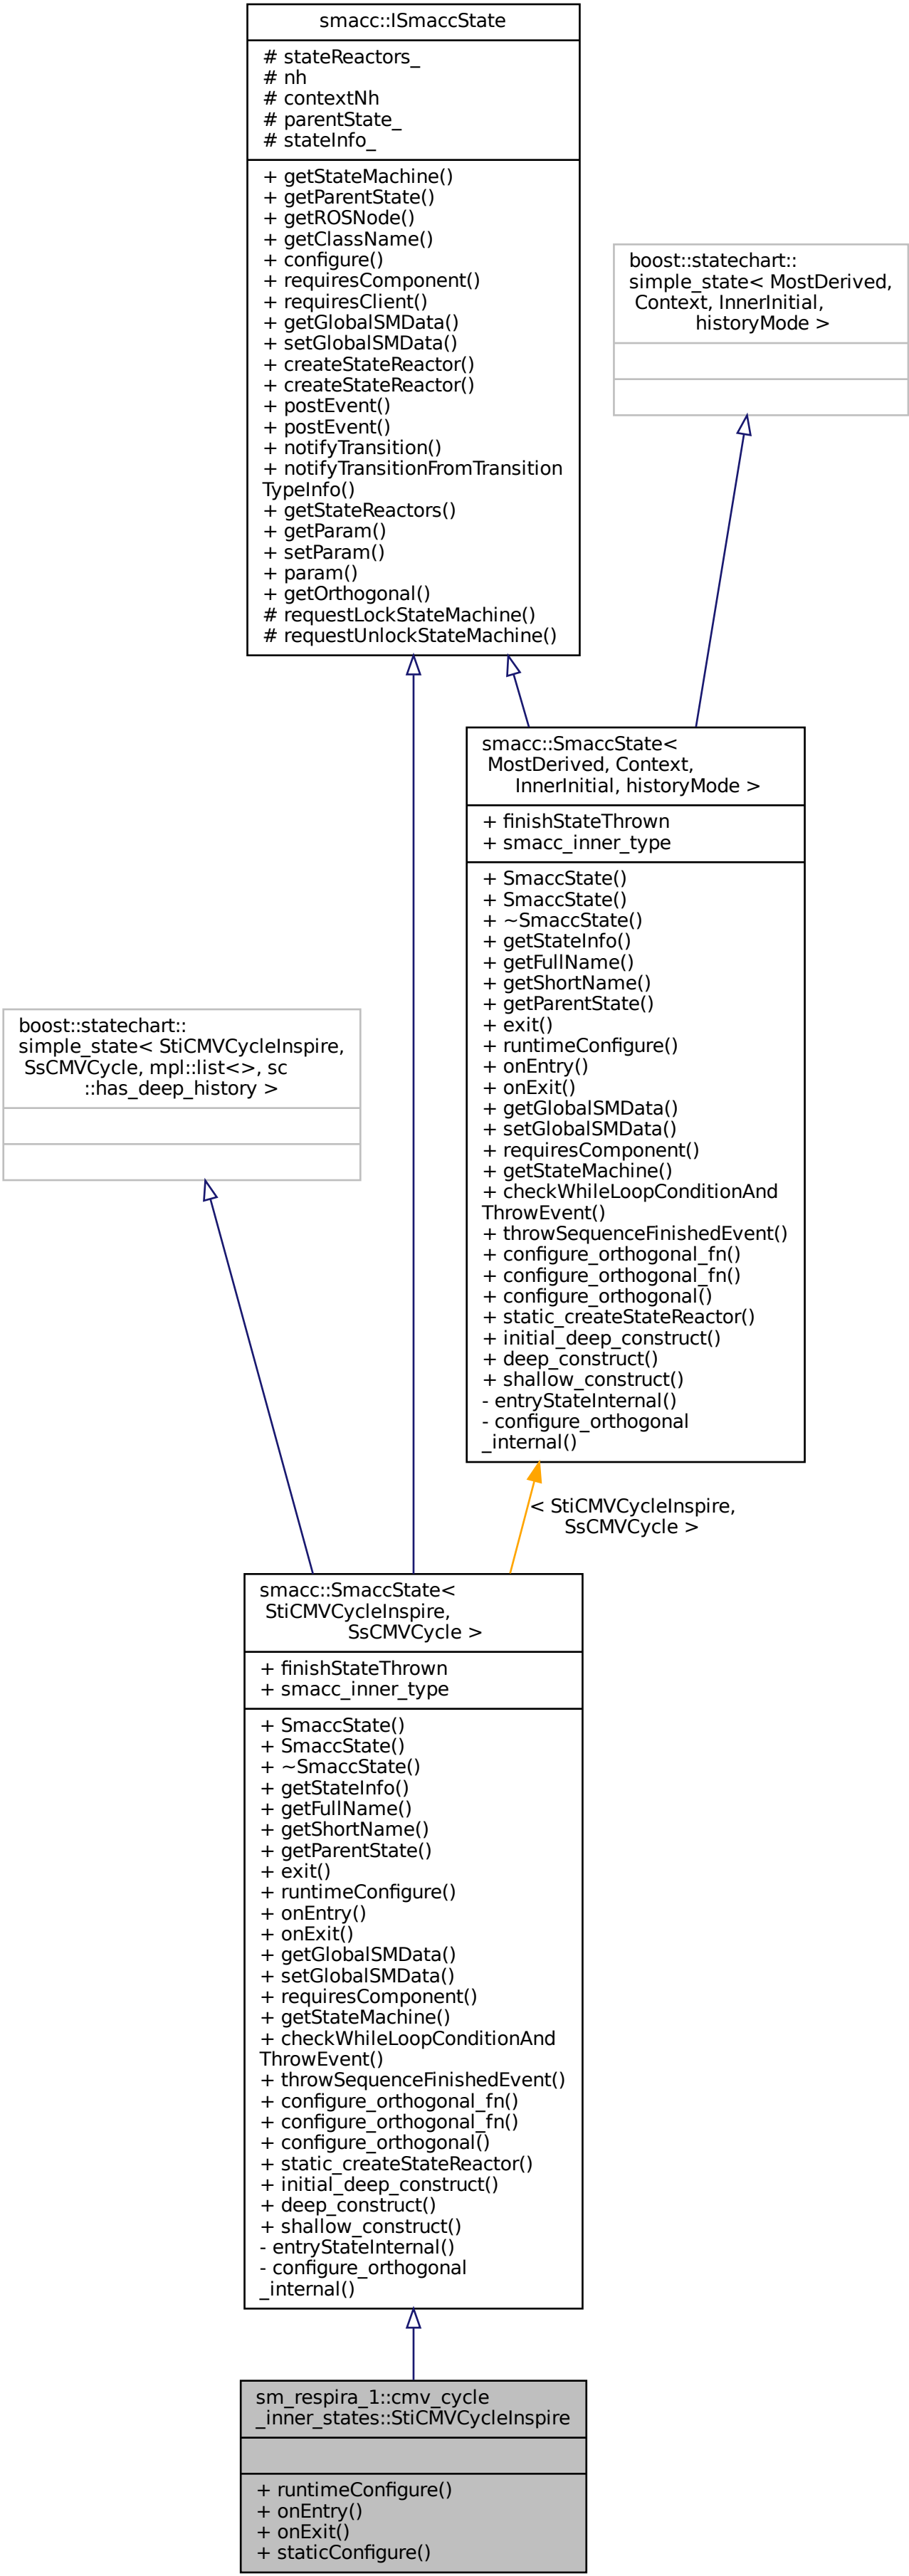 smacc::ISmaccState
# stateReactors_
# nh
# contextNh
# parentState_
# stateInfo_
+ getStateMachine()
+ getParentState()
+ getROSNode()
+ getClassName()
+ configure()
+ requiresComponent()
+ requiresClient()
+ getGlobalSMData()
+ setGlobalSMData()
+ createStateReactor()
+ createStateReactor()
+ postEvent()
+ postEvent()
+ notifyTransition()
+ notifyTransitionFromTransition
TypeInfo()
+ getStateReactors()
+ getParam()
+ setParam()
+ param()
+ getOrthogonal()
# requestLockStateMachine()
# requestUnlockStateMachine()
boost::statechart::
simple_state< MostDerived,
Context, InnerInitial,
historyMode >
smacc::SmaccState<
MostDerived, Context,
InnerInitial, historyMode >
+ finishStateThrown
+ smacc_inner_type
+ SmaccState()
+ SmaccState()
+ ~SmaccState()
+ getStateInfo()
+ getFullName()
+ getShortName()
+ getParentState()
+ exit()
+ runtimeConfigure()
+ onEntry()
+ onExit()
+ getGlobalSMData()
+ setGlobalSMData()
+ requiresComponent()
+ getStateMachine()
+ checkWhileLoopConditionAnd
ThrowEvent()
+ throwSequenceFinishedEvent()
+ configure_orthogonal_fn()
+ configure_orthogonal_fn()
+ configure_orthogonal()
+ static_createStateReactor()
+ initial_deep_construct()
+ deep_construct()
+ shallow_construct()
- entryStateInternal()
- configure_orthogonal
_internal()
boost::statechart::
simple_state< StiCMVCycleInspire,
SsCMVCycle, mpl::list<>, sc
::has_deep_history >
< StiCMVCycleInspire,
SsCMVCycle >
smacc::SmaccState<
StiCMVCycleInspire,
SsCMVCycle >
+ finishStateThrown
+ smacc_inner_type
+ SmaccState()
+ SmaccState()
+ ~SmaccState()
+ getStateInfo()
+ getFullName()
+ getShortName()
+ getParentState()
+ exit()
+ runtimeConfigure()
+ onEntry()
+ onExit()
+ getGlobalSMData()
+ setGlobalSMData()
+ requiresComponent()
+ getStateMachine()
+ checkWhileLoopConditionAnd
ThrowEvent()
+ throwSequenceFinishedEvent()
+ configure_orthogonal_fn()
+ configure_orthogonal_fn()
+ configure_orthogonal()
+ static_createStateReactor()
+ initial_deep_construct()
+ deep_construct()
+ shallow_construct()
- entryStateInternal()
- configure_orthogonal
_internal()
sm_respira_1::cmv_cycle
_inner_states::StiCMVCycleInspire
+ runtimeConfigure()
+ onEntry()
+ onExit()
+ staticConfigure()